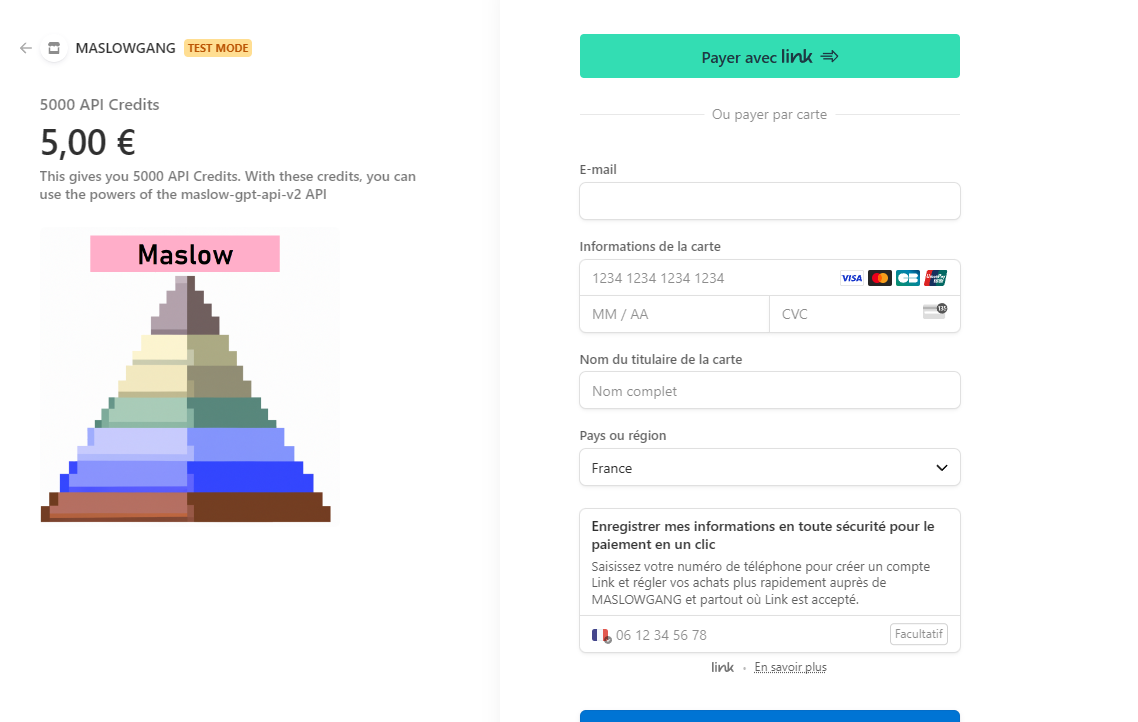 MASLOWGANG TEST MODE
5000 API Credits
5,00 €
This gives you 5000 API Credits. With these credits, you can
use the powers of the maslow-gpt-api-v2 API
Maslow
Payer avec link
Ou payer par carte
E-mail
Informations de la carte
1234 1234 1234 1234 VISA
MM / AA CVC 135
Nom du titulaire de la carte
Nom complet
Pays ou région
France
Enregistrer mes informations en toute sécurité pour le
paiement en un clic
Saisissez votre numéro de téléphone pour créer un compte
Link et régler vos achats plus rapidement auprès de
MASLOWGANG et partout où Link est accepté.
06 12 34 56 78 Facultatif
link · En savoir plus